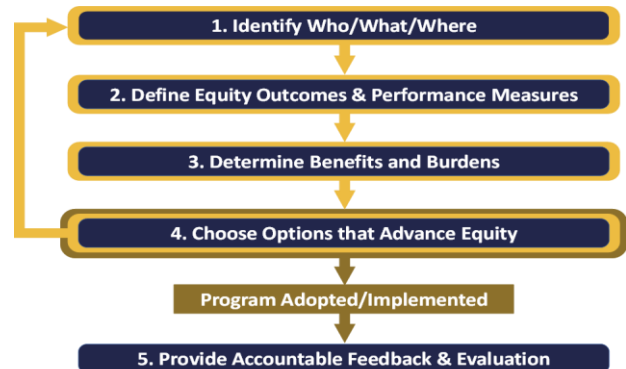 1. Identify Who/What/Where
2. Define Equity Outcomes & Performance Measures
3. Determine Benefits and Burdens
4. Choose Options that Advance Equity
Program Adopted/Implemented
5. Provide Accountable Feedback & Evaluation